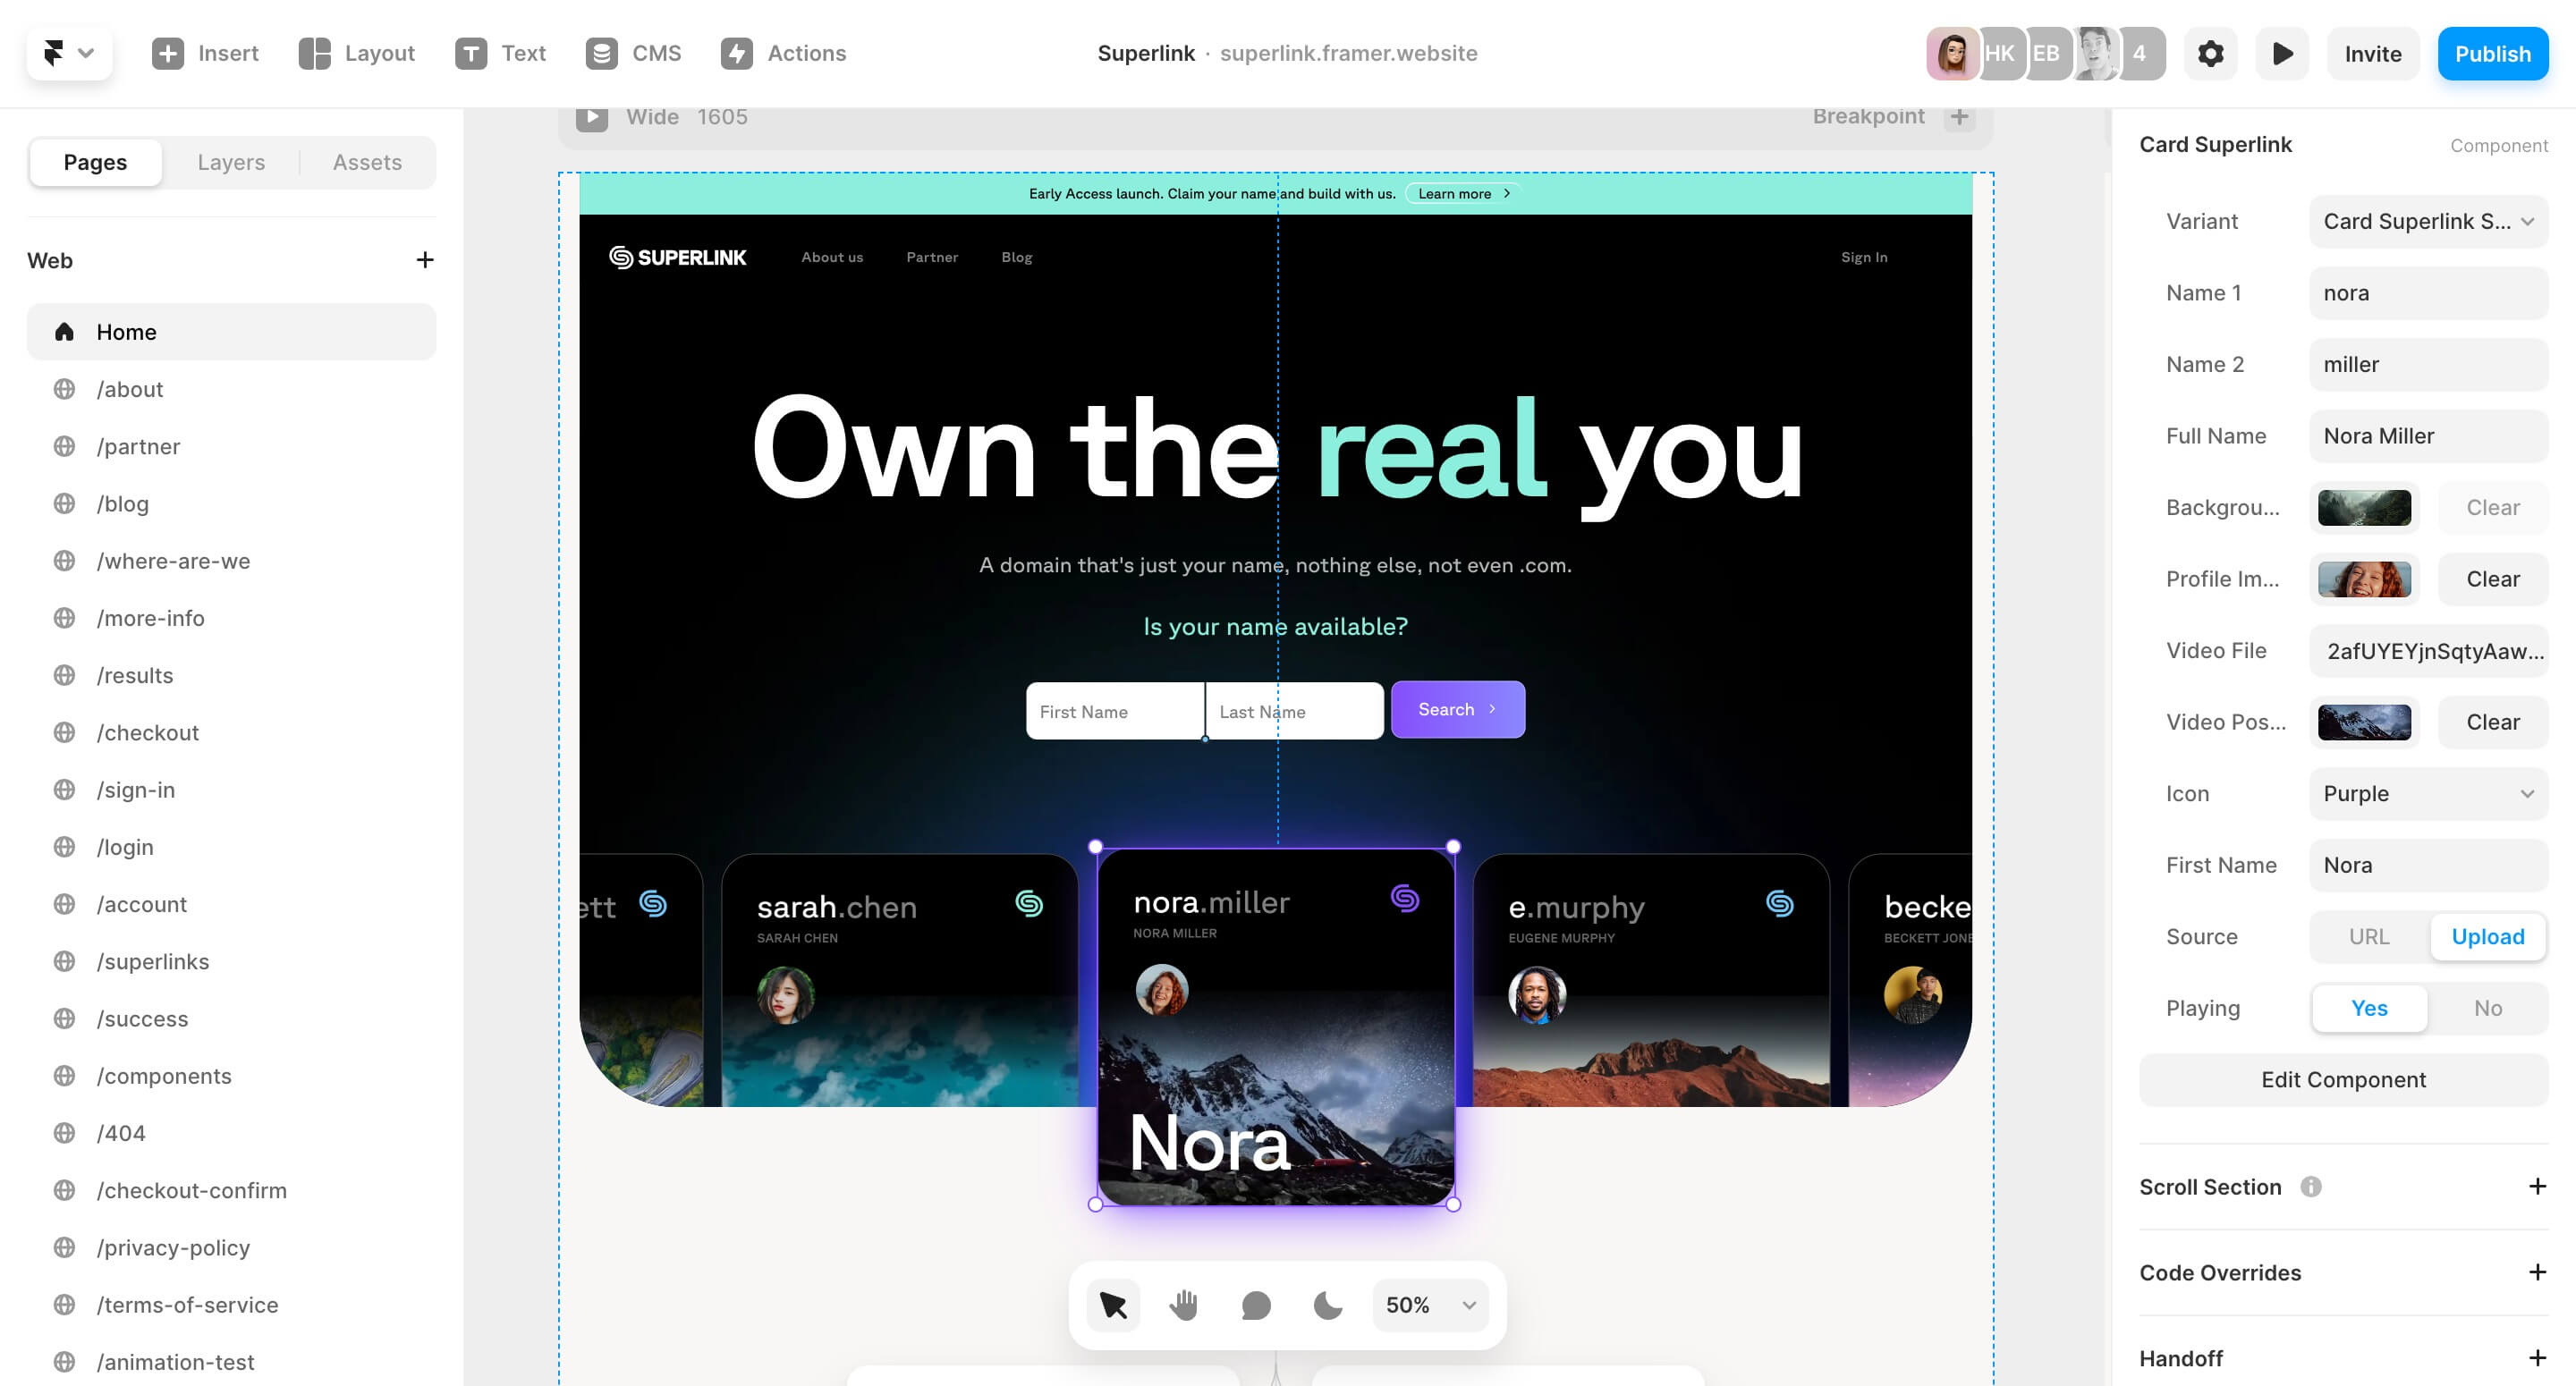 Insert
Layout
Text
CMS
Actions
Superlink · superlink.framer.website
HK
EB
4
Invite
Publish
Pages
Layers
Assets
Web
Home
/about
/partner
/blog
/where-are-we
/more-info
/results
/checkout
/sign-in
/login
/account
/superlinks
/success
/components
/404
/checkout-confirm
/privacy-policy
/terms-of-service
/animation-test
Wide 1605
Breakpoint
Early Access launch. Claim your name and build with us. Learn more
SUPERLINK
About us
Partner
Blog
Sign In
Own the real you
A domain that's just your name, nothing else, not even .com.
Is your name available?
First Name
Last Name
Search
ett
sarah.chen
SARAH CHEN
nora.miller
NORA MILLER
Nora
e.murphy
EUGENE MURPHY
becke
BECKETT JONE
50%
Card Superlink
Component
Variant
Card Superlink S...
Name 1
nora
Name 2
miller
Full Name
Nora Miller
Backgrou...
Clear
Profile Im...
Clear
Video File
2afUYEYjnSqtyAaw...
Video Pos...
Clear
Icon
Purple
First Name
Nora
Source
URL
Upload
Playing
Yes
No
Edit Component
Scroll Section
Code Overrides
Handoff